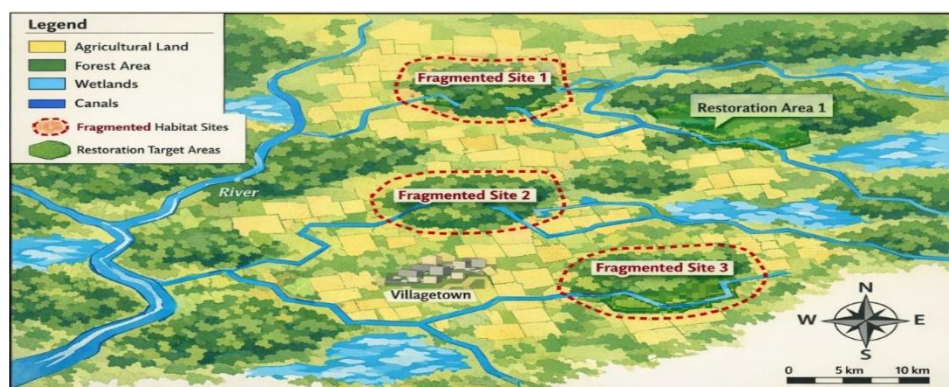 Legend
Agricultural Land
Forest Area
Wetlands
Canals
Fragmented Habitat Sites
Restoration Target Areas
Fragmented Site 1
Restoration Area 1
River
Fragmented Site 2
Fragmented Site 3
Villagetown
N
W E
S
0 5 km 10 km